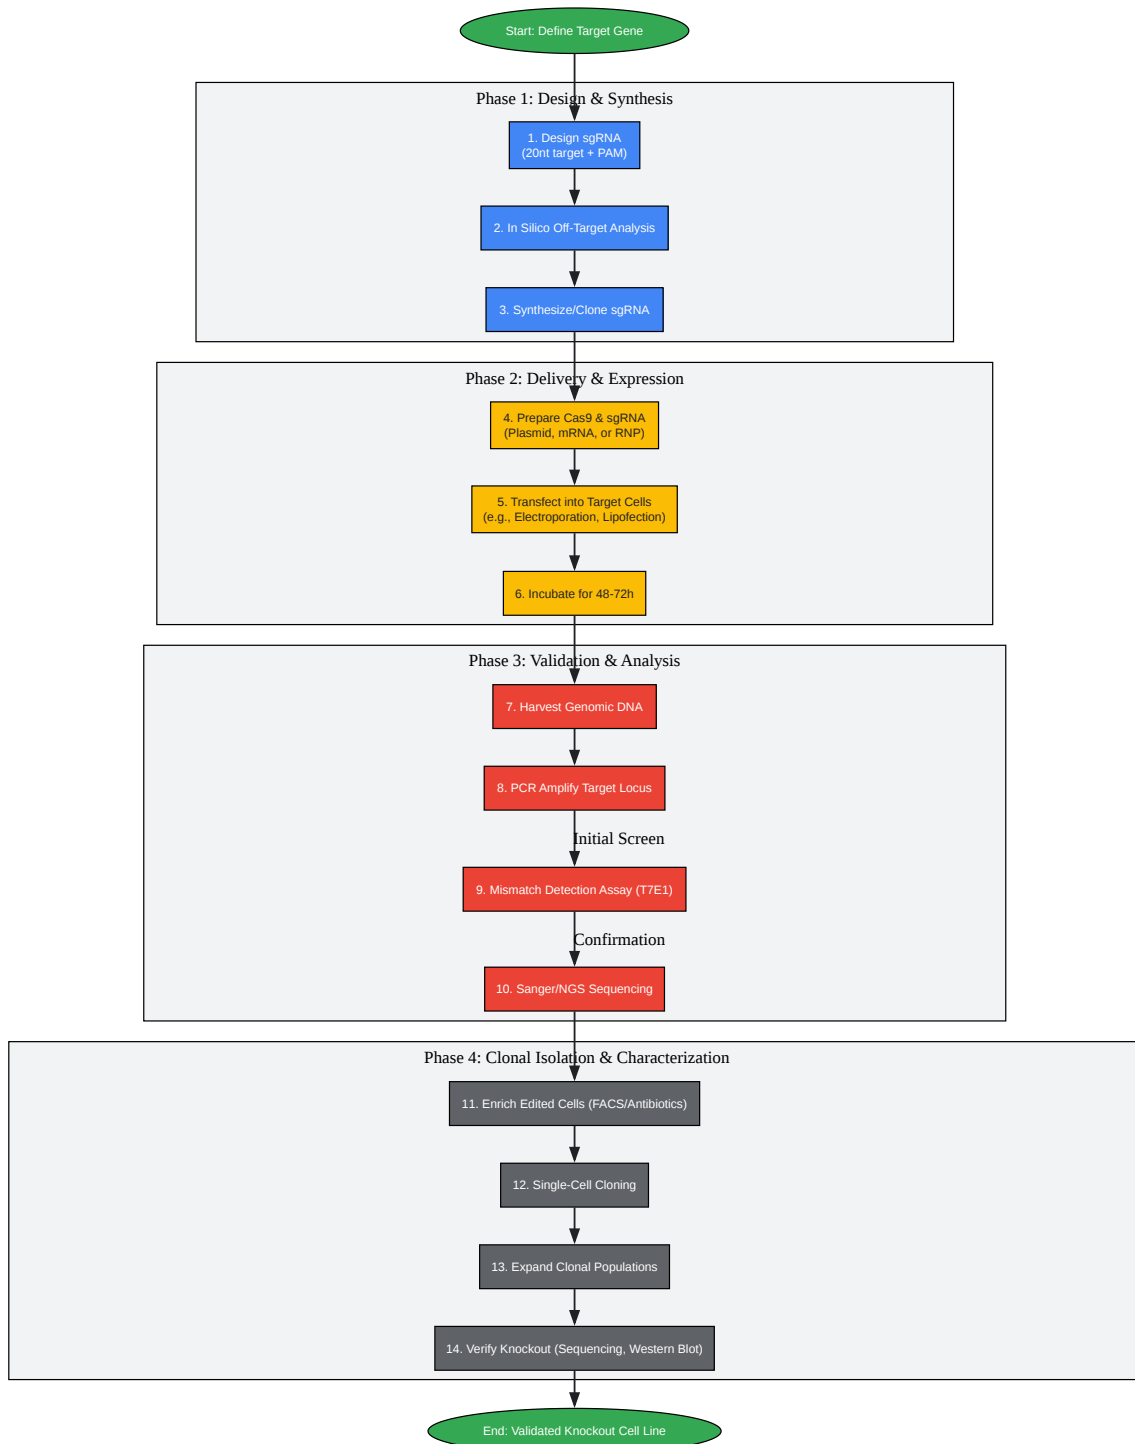 Start: Define Target Gene
Phase 1: Design & Synthesis
1. Design sgRNA
(20nt target + PAM)
2. In Silico Off-Target Analysis
3. Synthesize/Clone sgRNA
Phase 2: Delivery & Expression
4. Prepare Cas9 & sgRNA
(Plasmid, mRNA, or RNP)
5. Transfect into Target Cells
(e.g., Electroporation, Lipofection)
6. Incubate for 48-72h
Phase 3: Validation & Analysis
7. Harvest Genomic DNA
8. PCR Amplify Target Locus
Initial Screen
9. Mismatch Detection Assay (T7E1)
Confirmation
10. Sanger/NGS Sequencing
Phase 4: Clonal Isolation & Characterization
11. Enrich Edited Cells (FACS/Antibiotics)
12. Single-Cell Cloning
13. Expand Clonal Populations
14. Verify Knockout (Sequencing, Western Blot)
End: Validated Knockout Cell Line